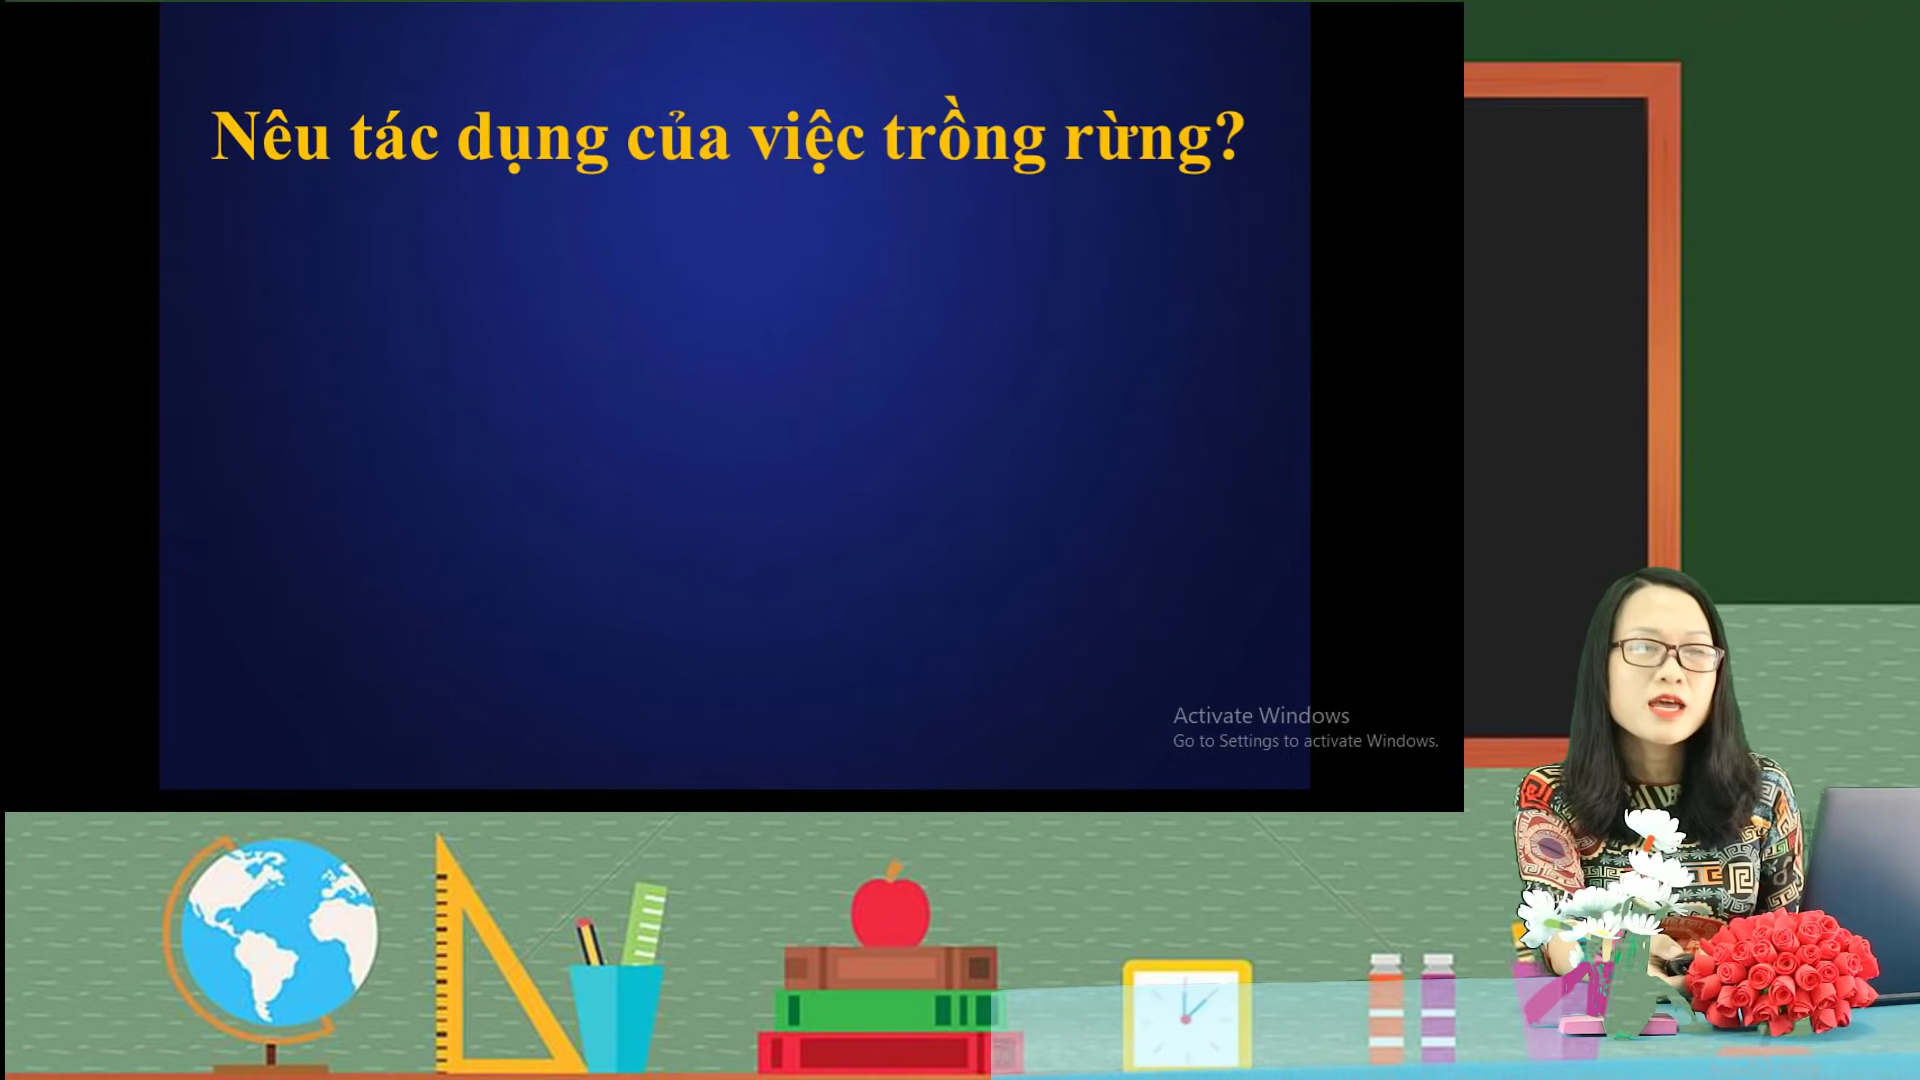 Nêu tác dụng của việc trồng rừng?
Activate Windows
Go to Settings to activate Windows.